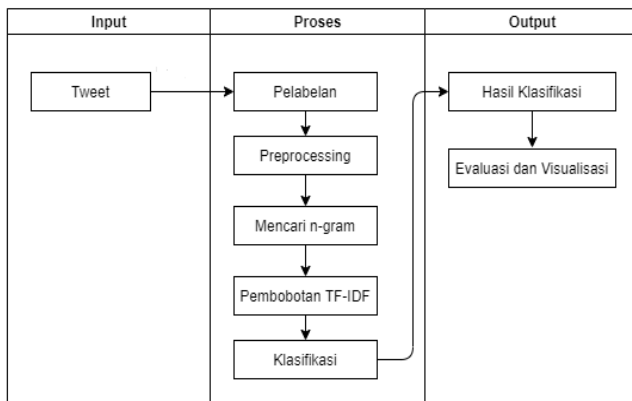 Input
Proses
Output
Tweet
Pelabelan
Preprocessing
Mencari n-gram
Pembobotan TF-IDF
Klasifikasi
Hasil Klasifikasi
Evaluasi dan Visualisasi